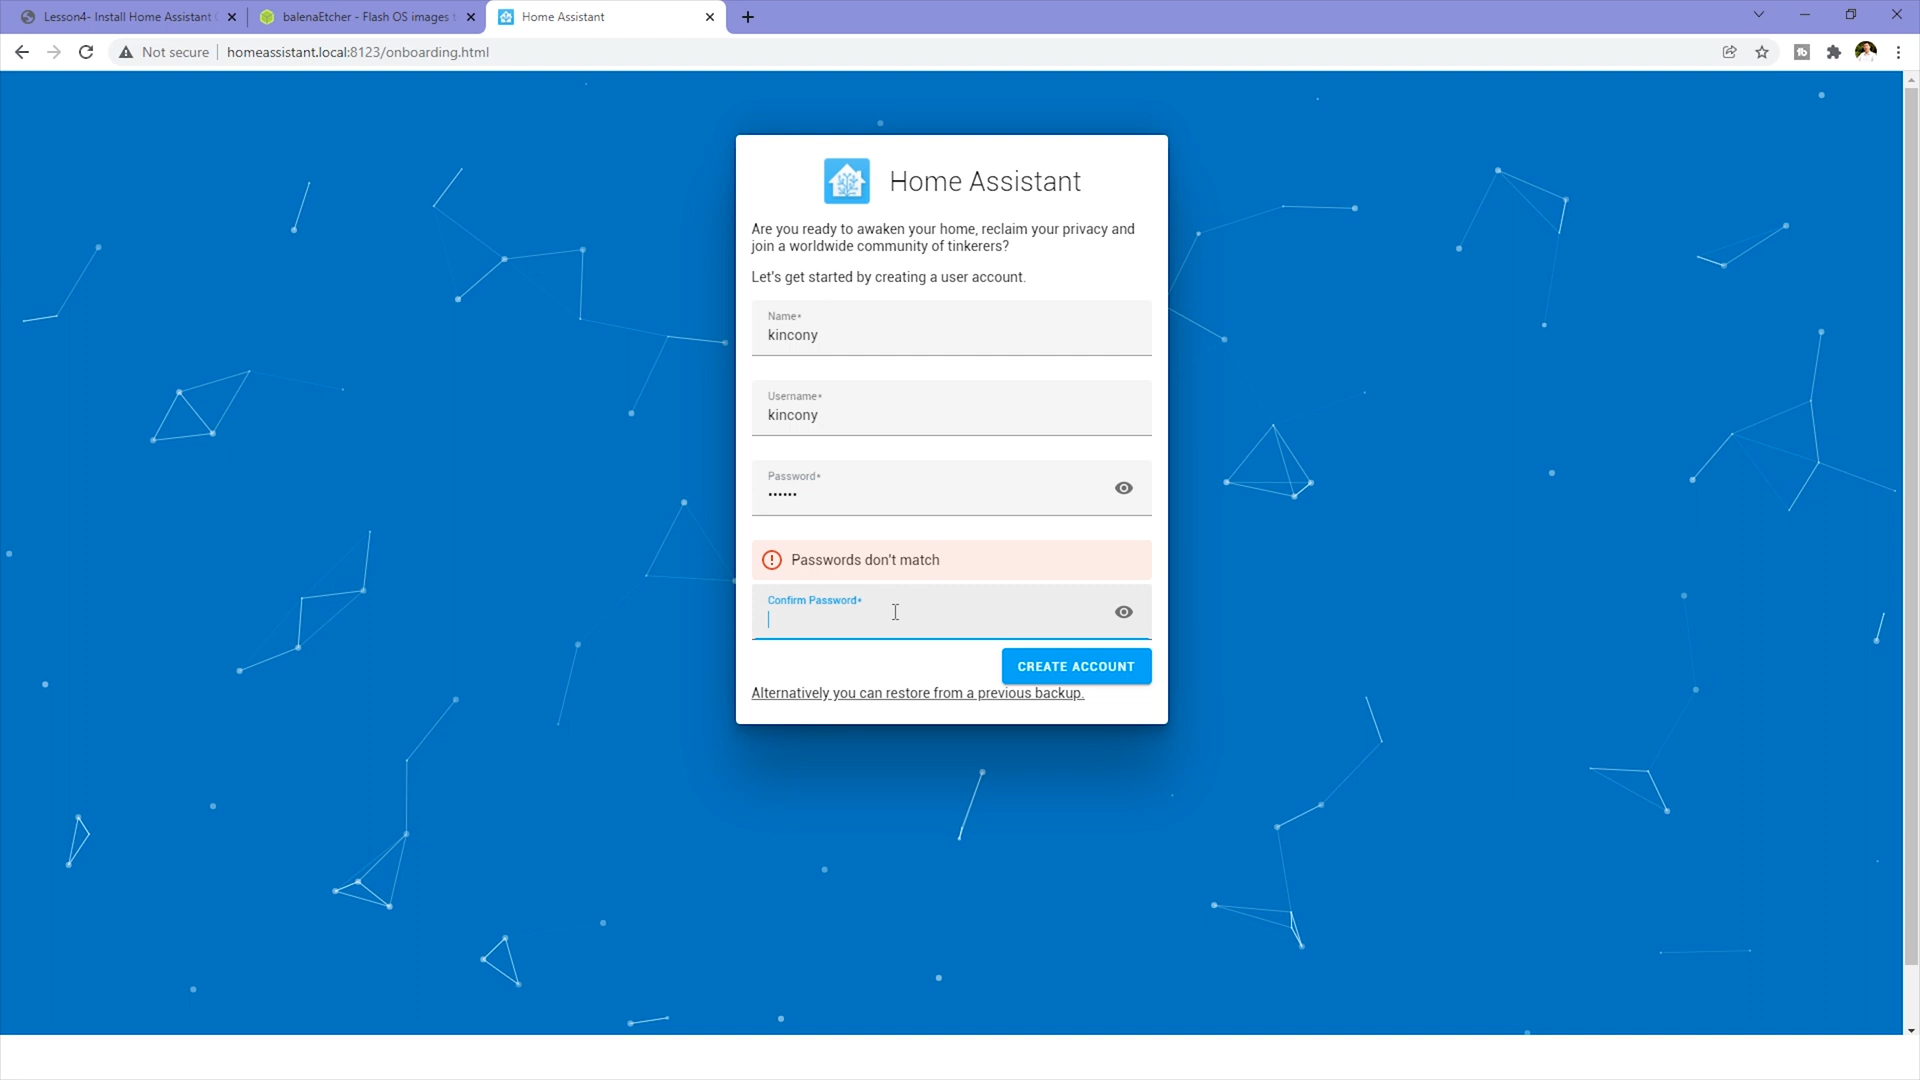 Lesson4- Install Home Assistant
balenaEtcher - Flash OS images
Home Assistant
Not secure
homeassistant.local:8123/onboarding.html
Home Assistant
Are you ready to awaken your home, reclaim your privacy and
join a worldwide community of tinkerers?
Let's get started by creating a user account.
Name*
kincony
Username*
kincony
Password*
••••••
Passwords don't match
Confirm Password*
CREATE ACCOUNT
Alternatively you can restore from a previous backup.